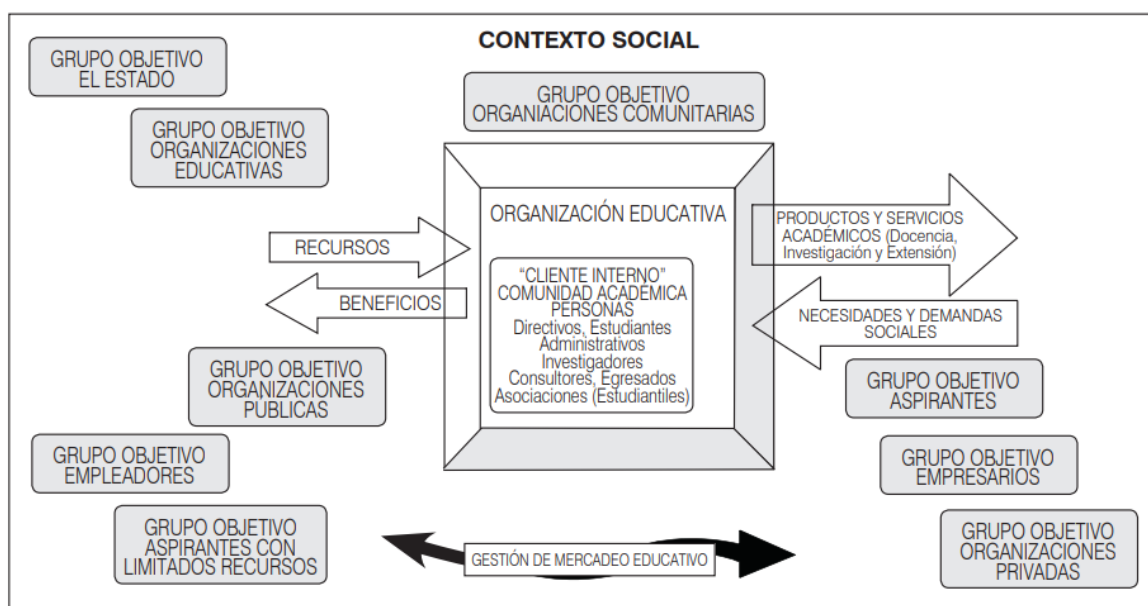 CONTEXTO SOCIAL
GRUPO OBJETIVO
EL ESTADO
GRUPO OBJETIVO
ORGANIACIONES COMUNITARIAS
GRUPO OBJETIVO
ORGANIZACIONES
EDUCATIVAS
ORGANIZACIÓN EDUCATIVA
PRODUCTOS Y SERVICIOS
ACADÉMICOS (Docencia,
Investigación y Extensión)
RECURSOS
BENEFICIOS
"CLIENTE INTERNO"
COMUNIDAD ACADÉMICA
PERSONAS
Directivos, Estudiantes
Administrativos
Investigadores
Consultores, Egresados
Asociaciones (Estudiantiles)
NECESIDADES Y DEMANDAS
SOCIALES
GRUPO OBJETIVO
ORGANIZACIONES
PÚBLICAS
GRUPO OBJETIVO
ASPIRANTES
GRUPO OBJETIVO
EMPLEADORES
GRUPO OBJETIVO
EMPRESARIOS
GRUPO OBJETIVO
ASPIRANTES CON
LIMITADOS RECURSOS
GESTIÓN DE MERCADEO EDUCATIVO
GRUPO OBJETIVO
ORGANIZACIONES
PRIVADAS